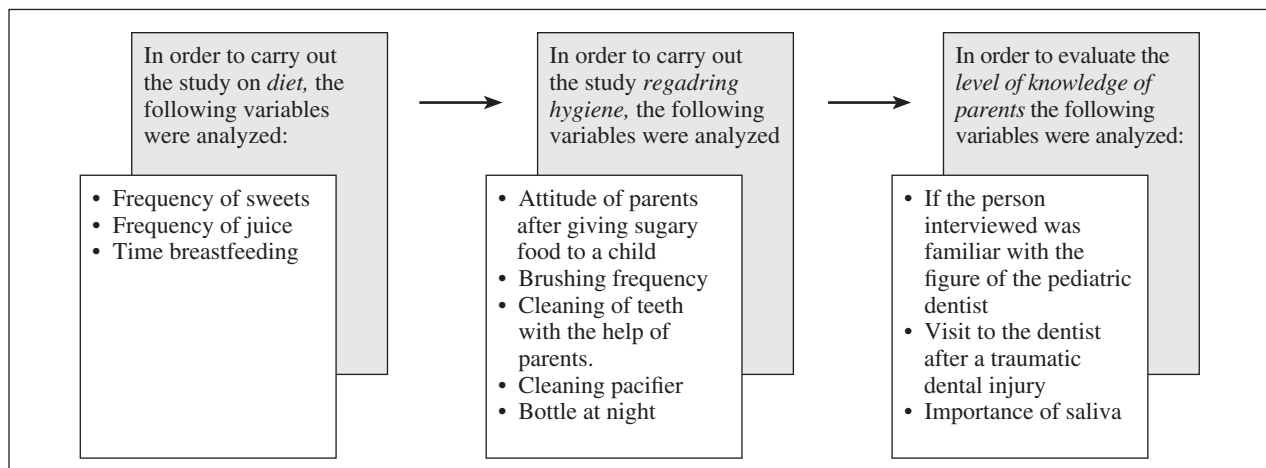 In order to carry out
the study on diet, the
following variables
were analyzed:
• Frequency of sweets
• Frequency of juice
• Time breastfeeding
In order to carry out
the study regadring
hygiene, the following
variables were analyzed
• Attitude of parents
after giving sugary
food to a child
• Brushing frequency
• Cleaning of teeth
with the help of
parents.
• Cleaning pacifier
• Bottle at night
In order to evaluate the
level of knowledge of
parents the following
variables were analyzed:
• If the person
interviewed was
familiar with the
figure of the pediatric
dentist
• Visit to the dentist
after a traumatic
dental injury
• Importance of saliva